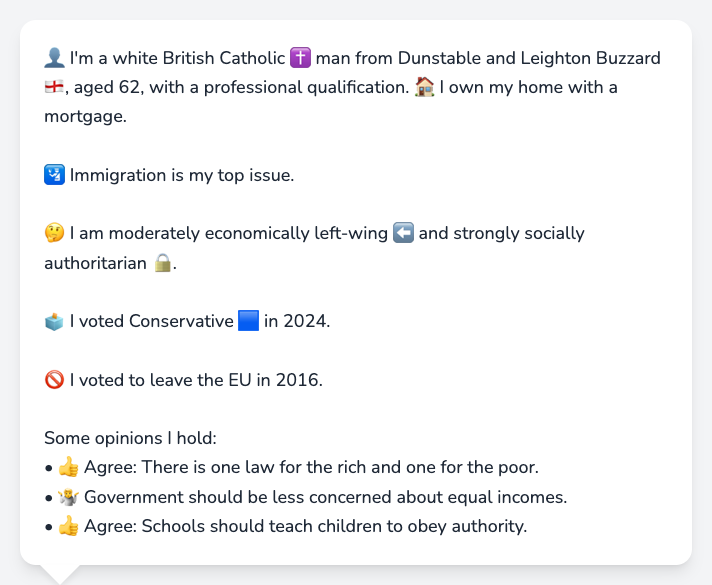 👤 I'm a white British Catholic ✝️ man from Dunstable and Leighton Buzzard
🏴󠁧󠁢󠁥󠁮󠁧󠁿, aged 62, with a professional qualification. 🏠 I own my home with a
mortgage.
🛂 Immigration is my top issue.
🤔 I am moderately economically left-wing ⬅️ and strongly socially
authoritarian 🔒.
🗳️ I voted Conservative 🟦 in 2024.
🚫 I voted to leave the EU in 2016.
Some opinions I hold:
• 👍 Agree: There is one law for the rich and one for the poor.
• 🤷 Government should be less concerned about equal incomes.
• 👍 Agree: Schools should teach children to obey authority.